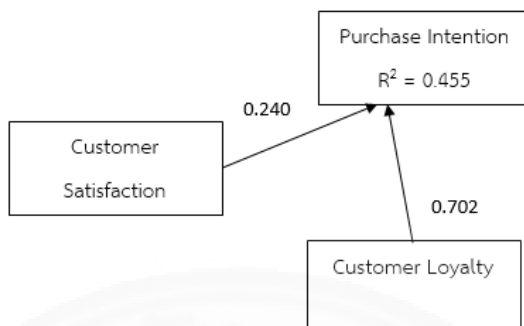 Purchase Intention
R² = 0.455
0.240
Customer
Satisfaction
0.702
Customer Loyalty